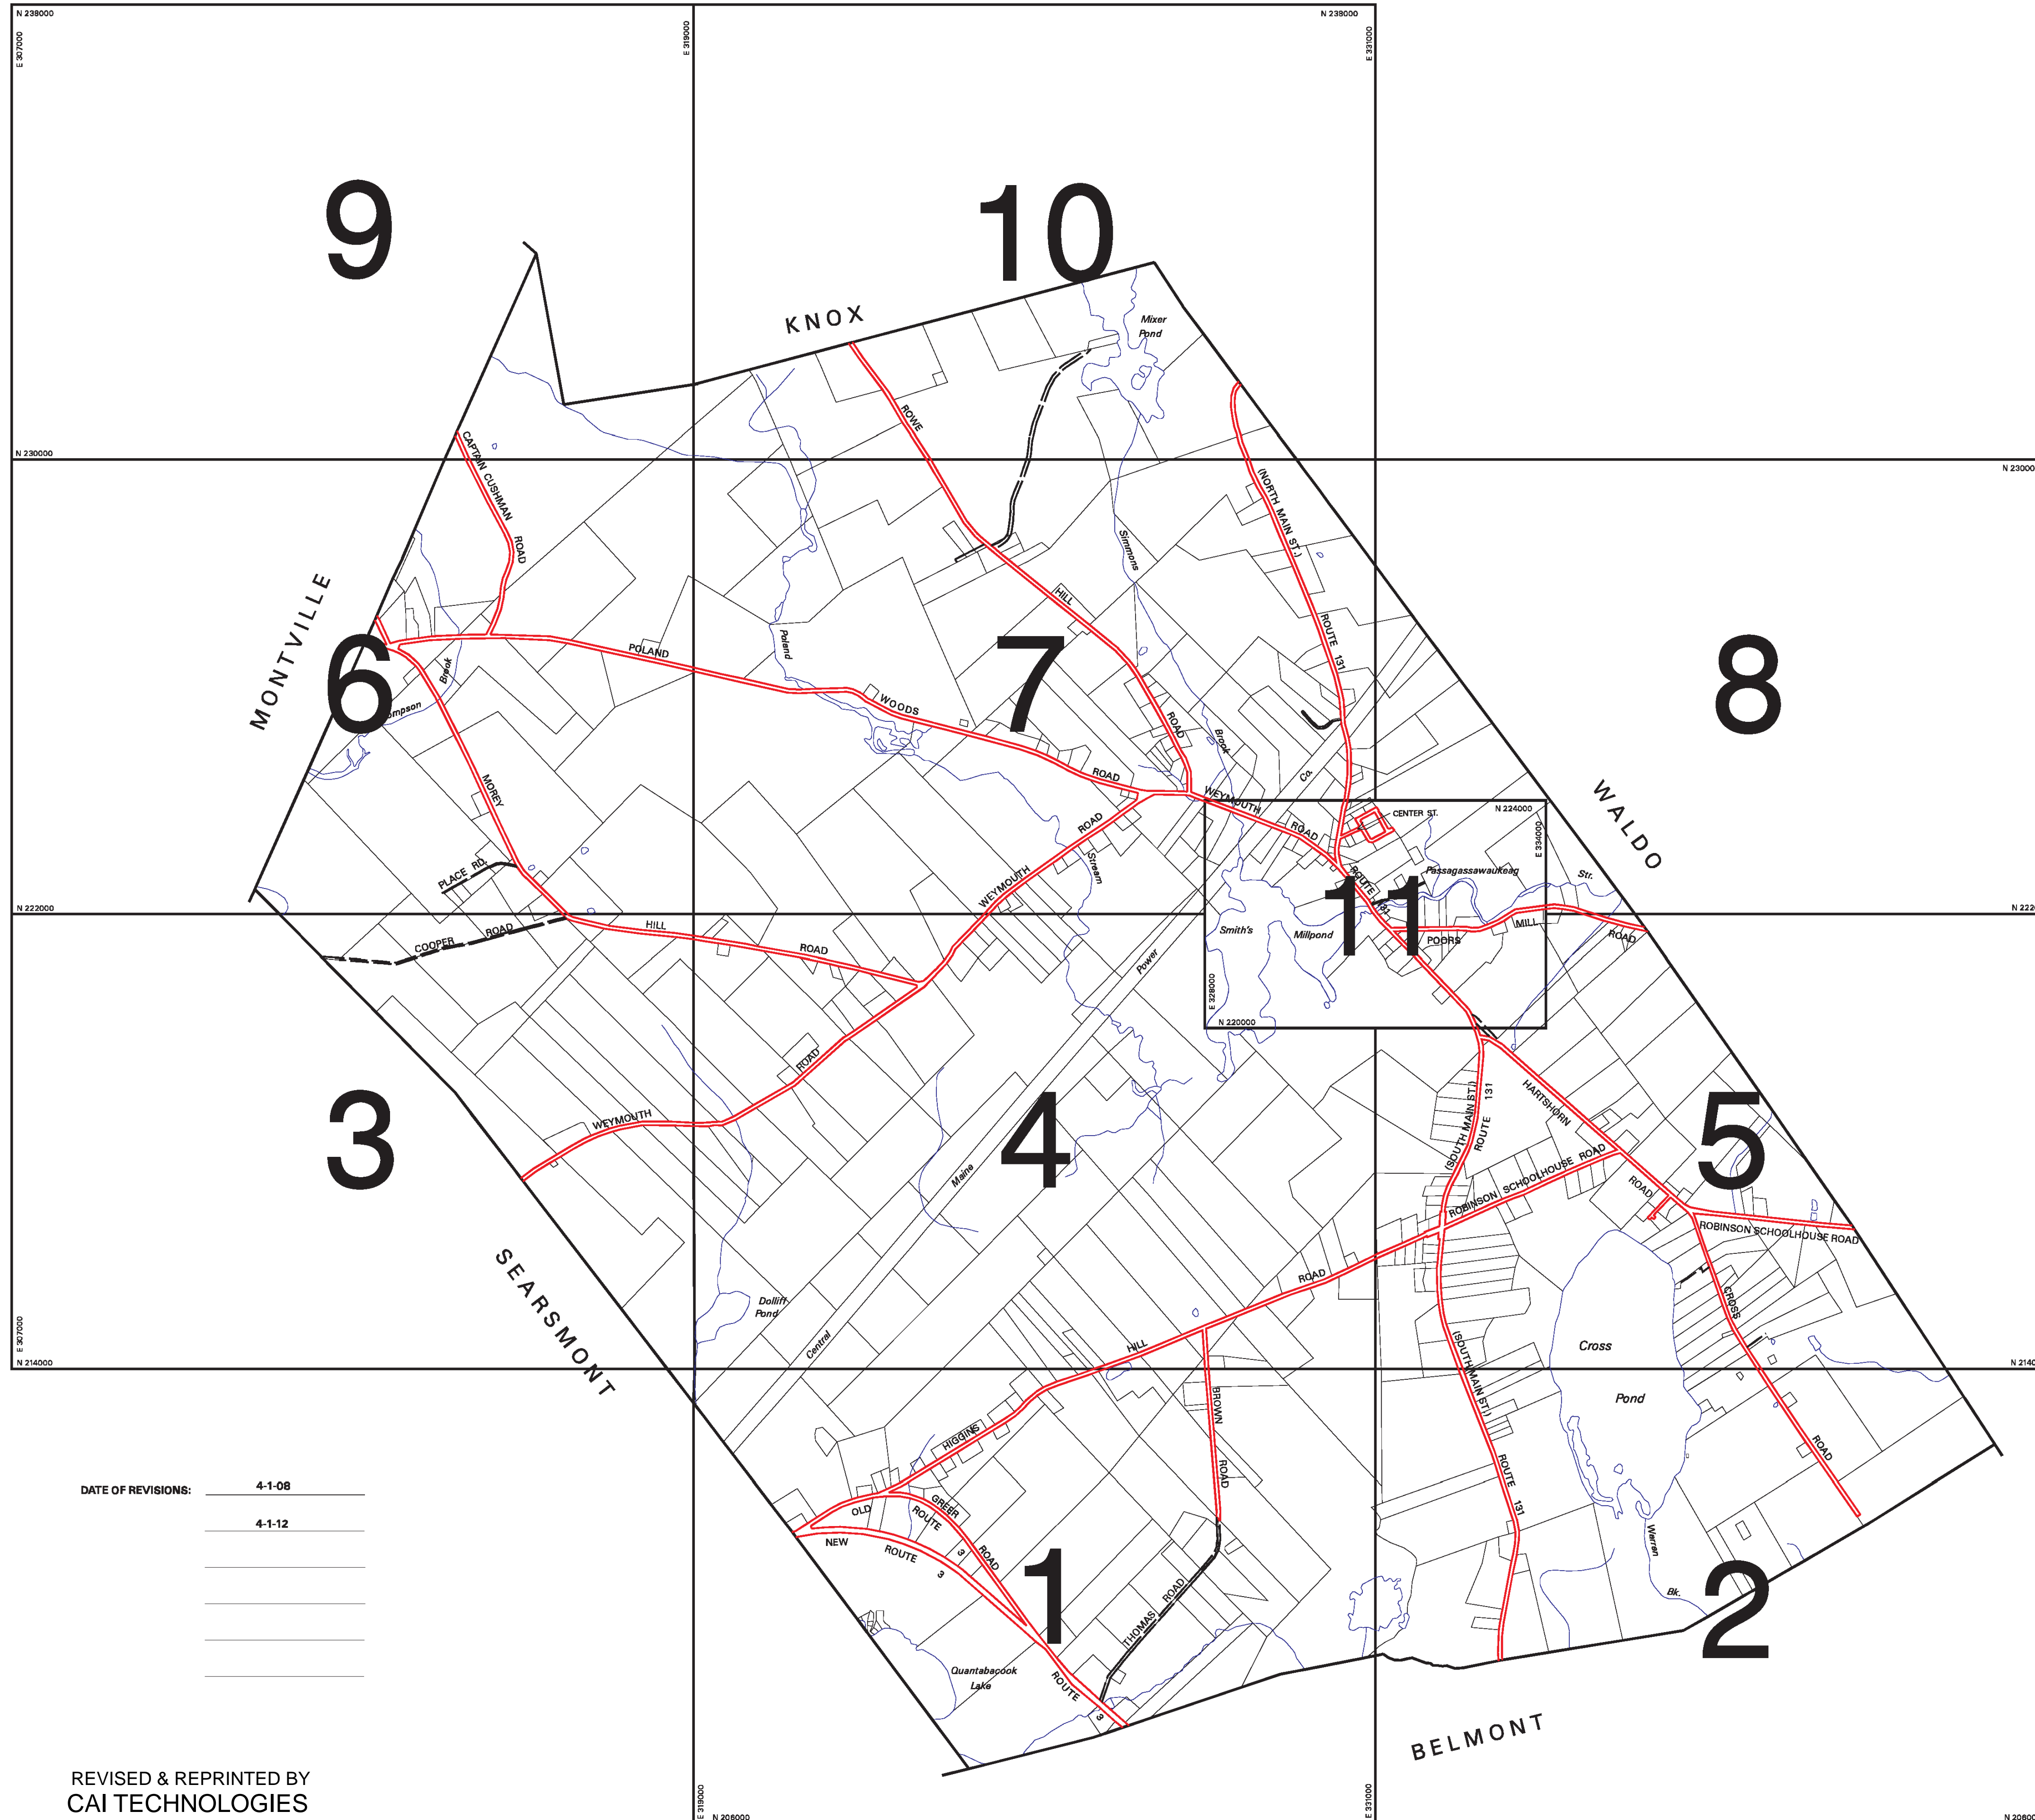 N 238000
N 238000
E 307000
E 319000
E 331000
9
10
KNOX
Mixer
Pond
ROWE
CAPTAIN CUSHMAN
ROAD
N 230000
(NORTH MAIN ST.)
Simmons
MONTVILLE
HILL
ROUTE 131
6
7
8
POLAND
Poland
Brook
WOODS
ROAD
Brook
MOREY
ROAD
Co.
WEYMOUTH
ROAD
WALDO
N 224000
E 334000
CENTER ST.
ROAD
Stream
PLACE RD.
WEYMOUTH
ROUTE
131
11
Passagassawaukeag
Str.
N 222000
COOPER
ROAD
HILL
ROAD
Power
Smith's
Millpond
POORS
MILL
ROAD
E 328000
N 220000
ROAD
WEYMOUTH
3
4
5
Maine
(SOUTH MAIN ST.)
ROUTE 131
HARTSHORN
ROAD
ROBINSON SCHOOLHOUSE ROAD
ROBINSON SCHOOLHOUSE ROAD
SEARSMONT
Dolliff
Pond
Central
HILL
ROAD
CROSS
ROAD
Cross
Pond
E 307000
N 214000
(SOUTH MAIN ST.)
ROUTE 131
BROWN
ROAD
HIGGINS
OLD
ROUTE
3
GREER
ROAD
NEW
ROUTE
3
1
2
THOMAS
ROAD
Warren
Bk.
Quantabacook
Lake
ROUTE
3
BELMONT
DATE OF REVISIONS:
4-1-08
4-1-12
REVISED & REPRINTED BY
CAI TECHNOLOGIES
E 319000
N 206000
E 331000